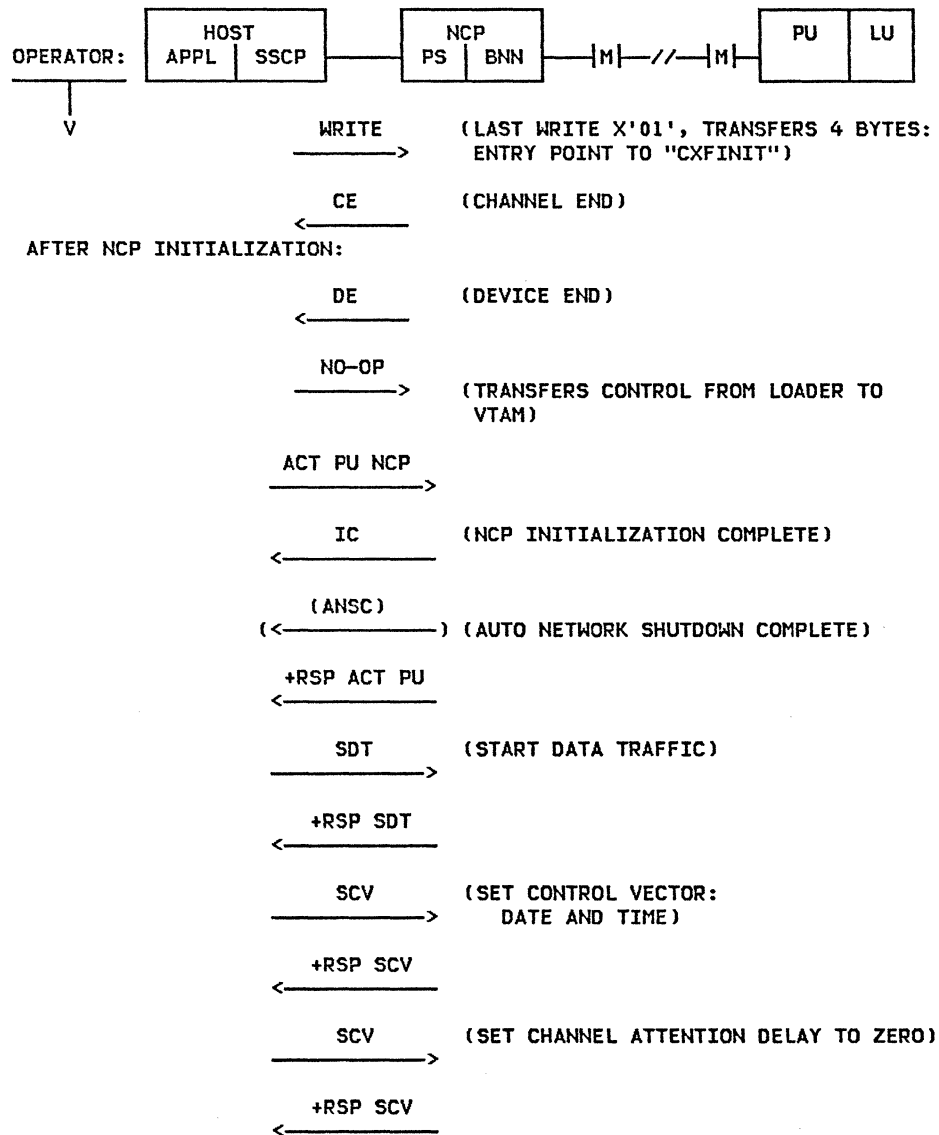 HOST NCP PU LU
OPERATOR: APPL SSCP PS BNN M // M
V
WRITE (LAST WRITE X'01', TRANSFERS 4 BYTES:
ENTRY POINT TO "CXFINIT")
CE (CHANNEL END)
AFTER NCP INITIALIZATION:
DE (DEVICE END)
NO-OP
(TRANSFERS CONTROL FROM LOADER TO
VTAM)
ACT PU NCP
IC (NCP INITIALIZATION COMPLETE)
(ANSC)
(<—) (AUTO NETWORK SHUTDOWN COMPLETE)
+RSP ACT PU
SDT (START DATA TRAFFIC)
+RSP SDT
SCV (SET CONTROL VECTOR:
DATE AND TIME)
+RSP SCV
SCV (SET CHANNEL ATTENTION DELAY TO ZERO)
+RSP SCV